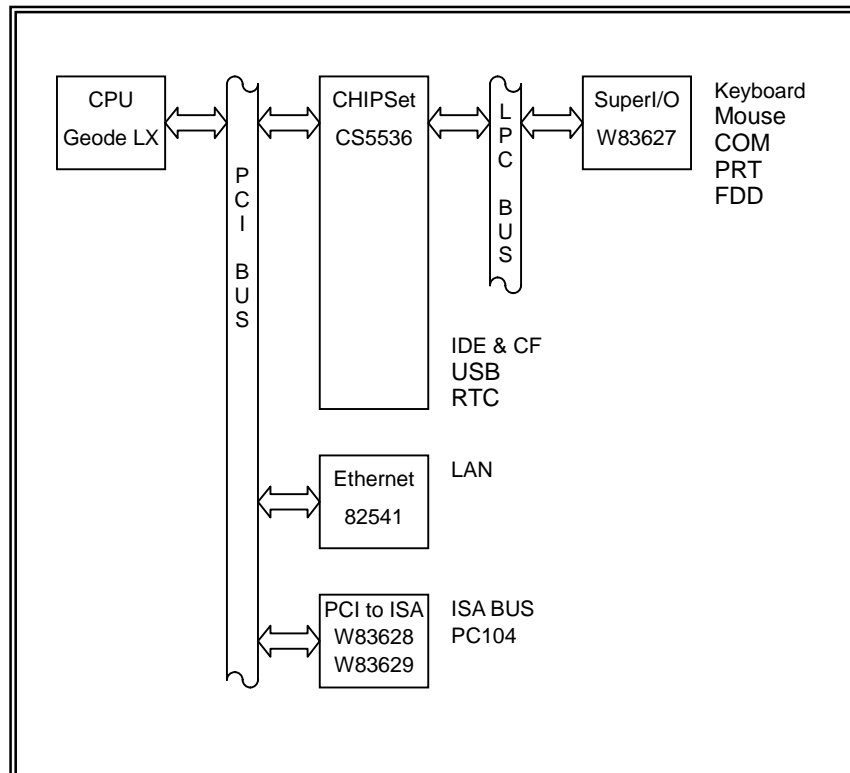 CPU
Geode LX
PCI BUS
CHIPSet
CS5536
LPC BUS
SuperI/O
W83627
Keyboard
Mouse
COM
PRT
FDD
IDE & CF
USB
RTC
Ethernet
82541
LAN
PCI to ISA
W83628
W83629
ISA BUS
PC104